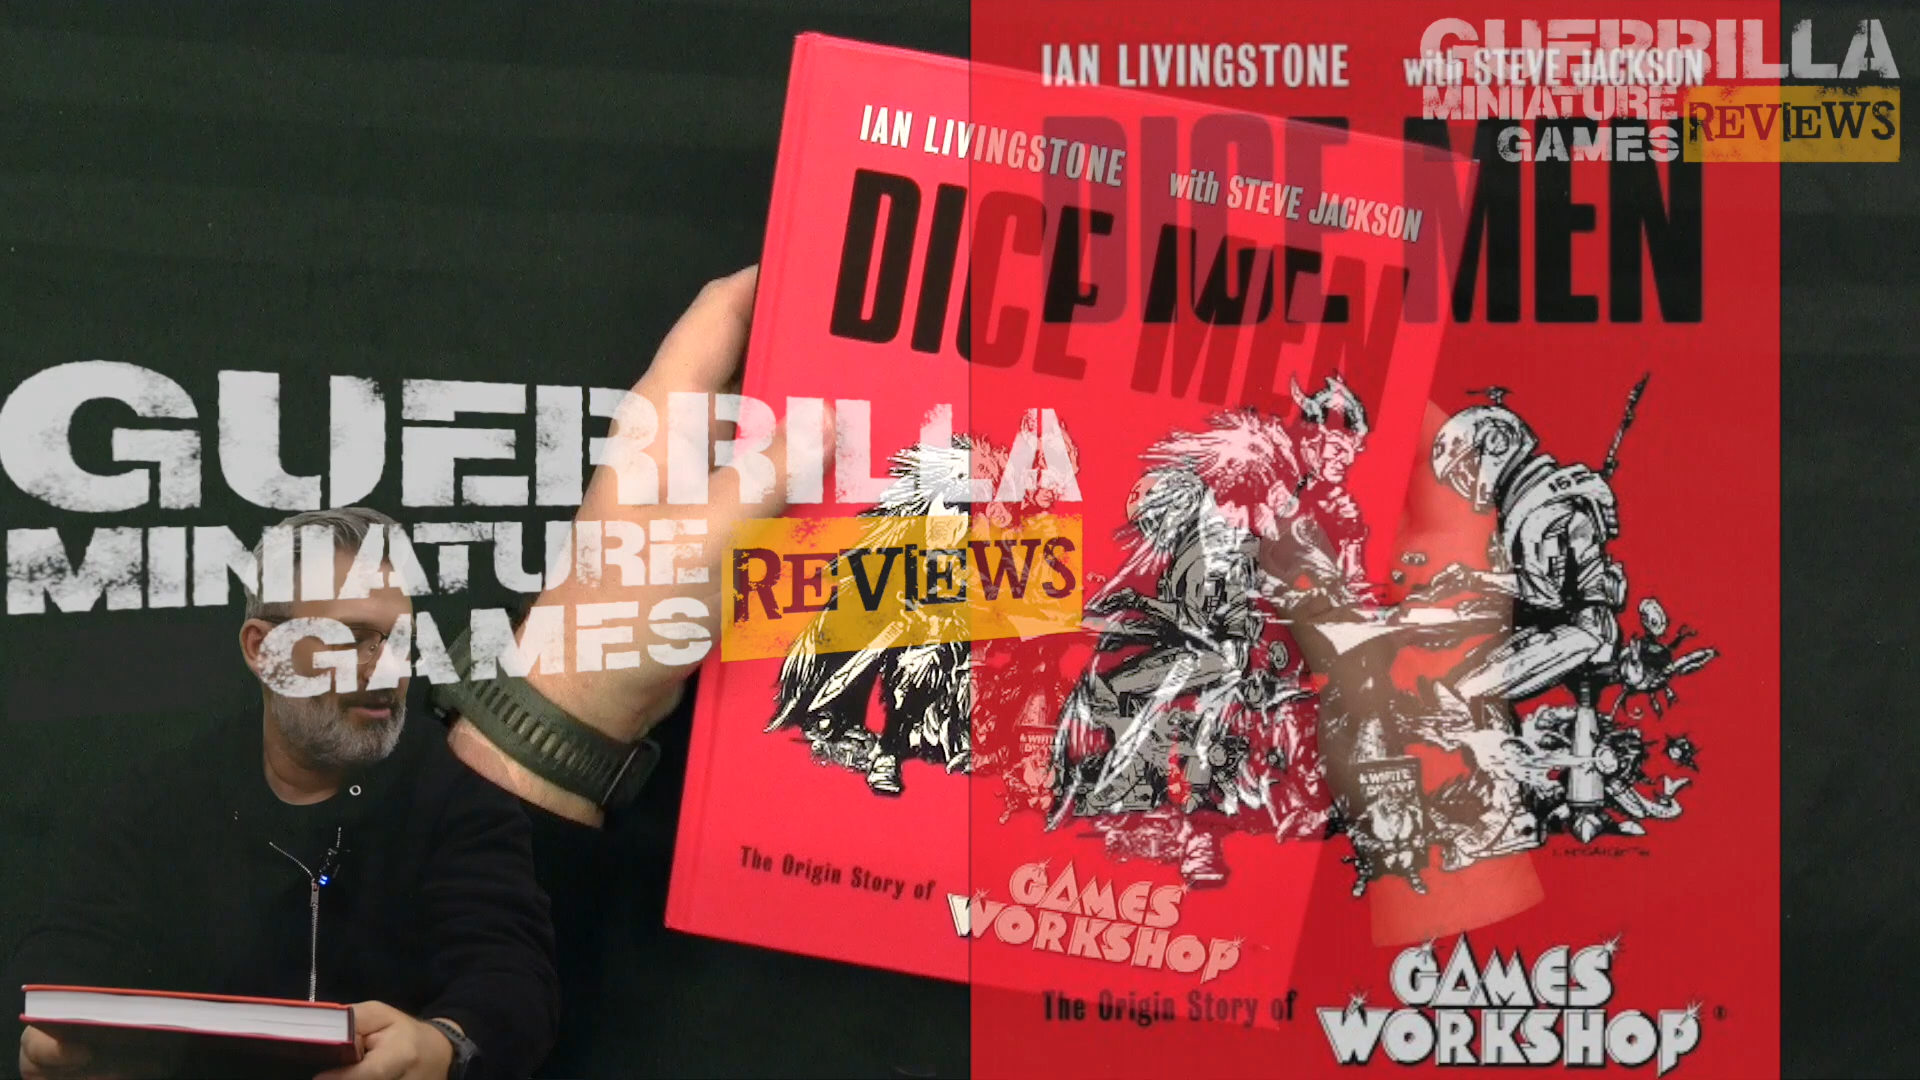 IAN LIVINGSTONE with STEVE JACKSON
DICE MEN
The Origin Story of
GAMES
WORKSHOP
IAN LIVINGSTONE with STEVE JACKSON
DICE MEN
The Origin Story of
GAMES
WORKSHOP®
GUERRILLA
MINIATURE
GAMES REVIEWS
GUERRILLA
MINIATURE
GAMES REVIEWS